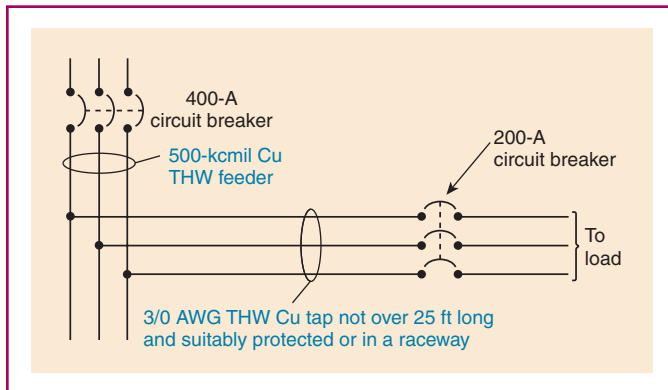 400-A
circuit breaker
500-kcmil Cu
THW feeder
200-A
circuit breaker
To
load
3/0 AWG THW Cu tap not over 25 ft long
and suitably protected or in a raceway